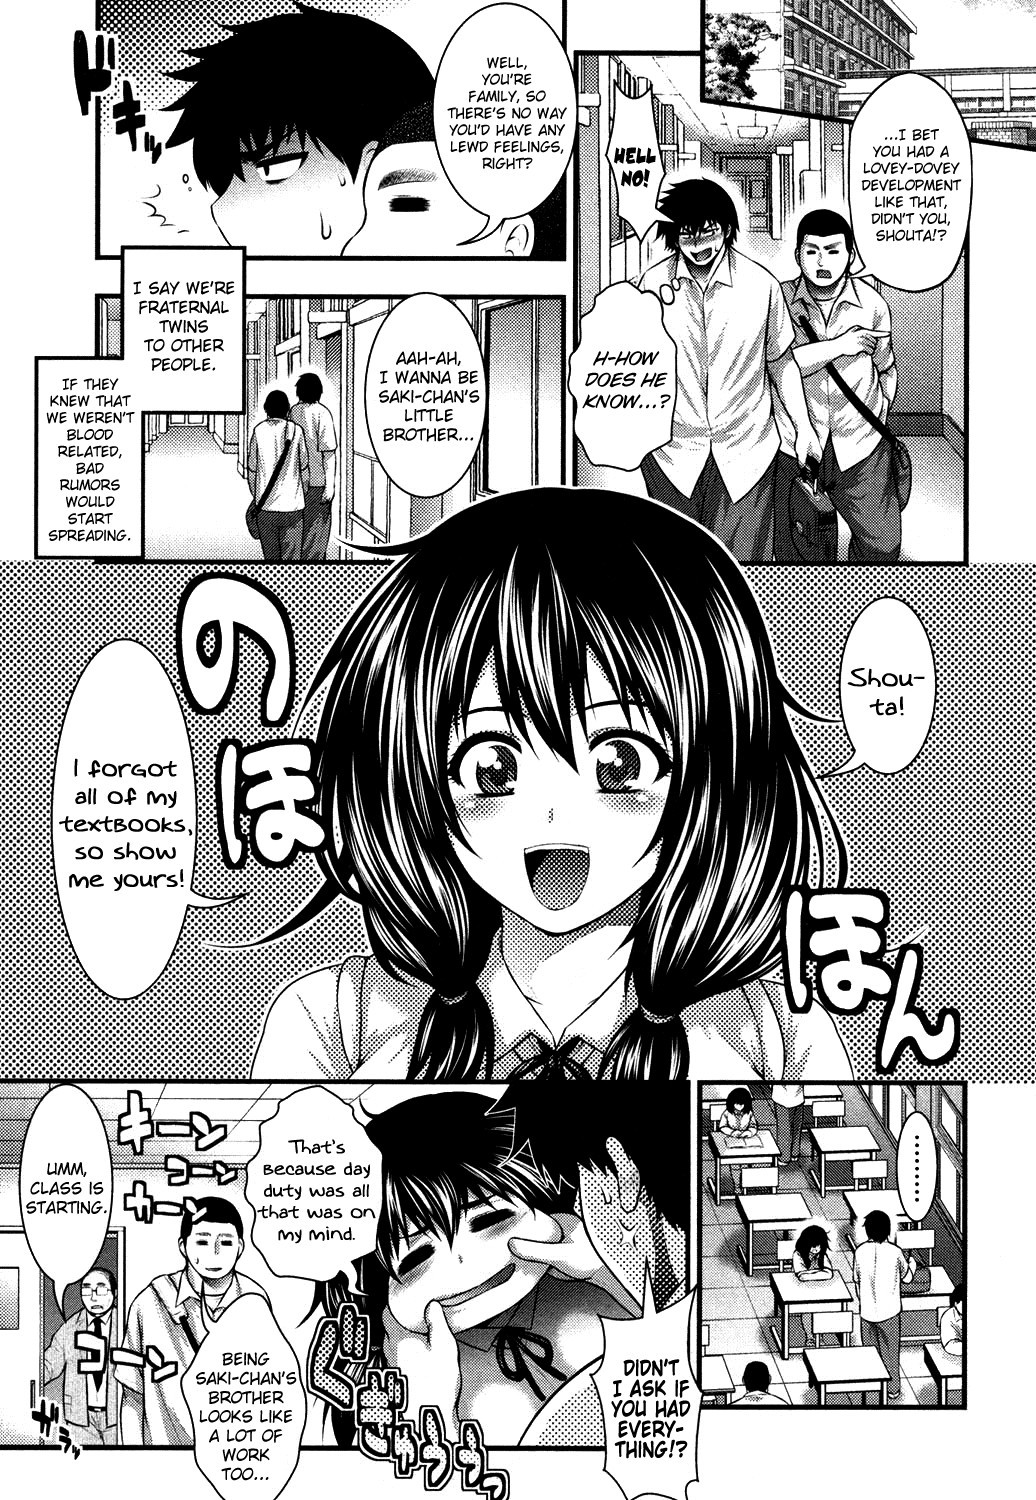 ...I BET
YOU HAD A
LOVEY-DOVEY
DEVELOPMENT
LIKE THAT,
DIDN'T YOU,
SHOUTA!?
HELL
NO!
H-HOW
DOES HE
KNOW...?
WELL,
YOU'RE
FAMILY, SO
THERE'S NO WAY
YOU'D HAVE ANY
LEWD FEELINGS,
RIGHT?
ドキッ
I SAY WE'RE
FRATERNAL
TWINS
TO OTHER
PEOPLE.
AAH-AH,
I WANNA BE
SAKI-CHAN'S
LITTLE
BROTHER...
IF THEY
KNEW THAT
WE WEREN'T
BLOOD
RELATED,
BAD
RUMORS
WOULD
START
SPREADING.
Shou-
ta!
のほ
ほん
I forgot
all of my
textbooks,
so show
me yours!
.........
DIDN'T
I ASK IF
YOU HAD
EVERY-
THING!?
That's
because day
duty was all
that was on
my mind.
ぐぎゅうぅっ
キーン
コーン
カーン
コーン
UMM,
CLASS IS
STARTING.
ガラッ
BEING
SAKI-CHAN'S
BROTHER
LOOKS LIKE
A LOT OF
WORK
TOO...